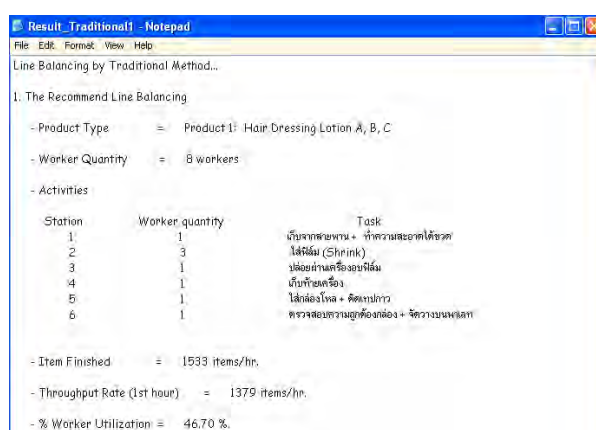 Result_Traditional1 - Notepad
File Edit Format View Help
Line Balancing by Traditional Method...
1. The Recommend Line Balancing
- Product Type = Product 1: Hair Dressing Lotion A, B, C
- Worker Quantity = 8 workers
- Activities
Station Worker quantity Task
1 1 เก็บจากสายพาน + ทำความสะอาดใต้ขวด
2 3 ใส่ฟิล์ม (Shrink)
3 1 ปล่อยผ่านเครื่องอบฟิล์ม
4 1 เก็บท้ายเครื่อง
5 1 ใส่กล่องโหล + ติดเทปกาว
6 1 ตรวจสอบความถูกต้องกล่อง + จัดวางบนพาเลท
- Item Finished = 1533 items/hr.
- Throughput Rate (1st hour) = 1379 items/hr.
- % Worker Utilization = 46.70 %.